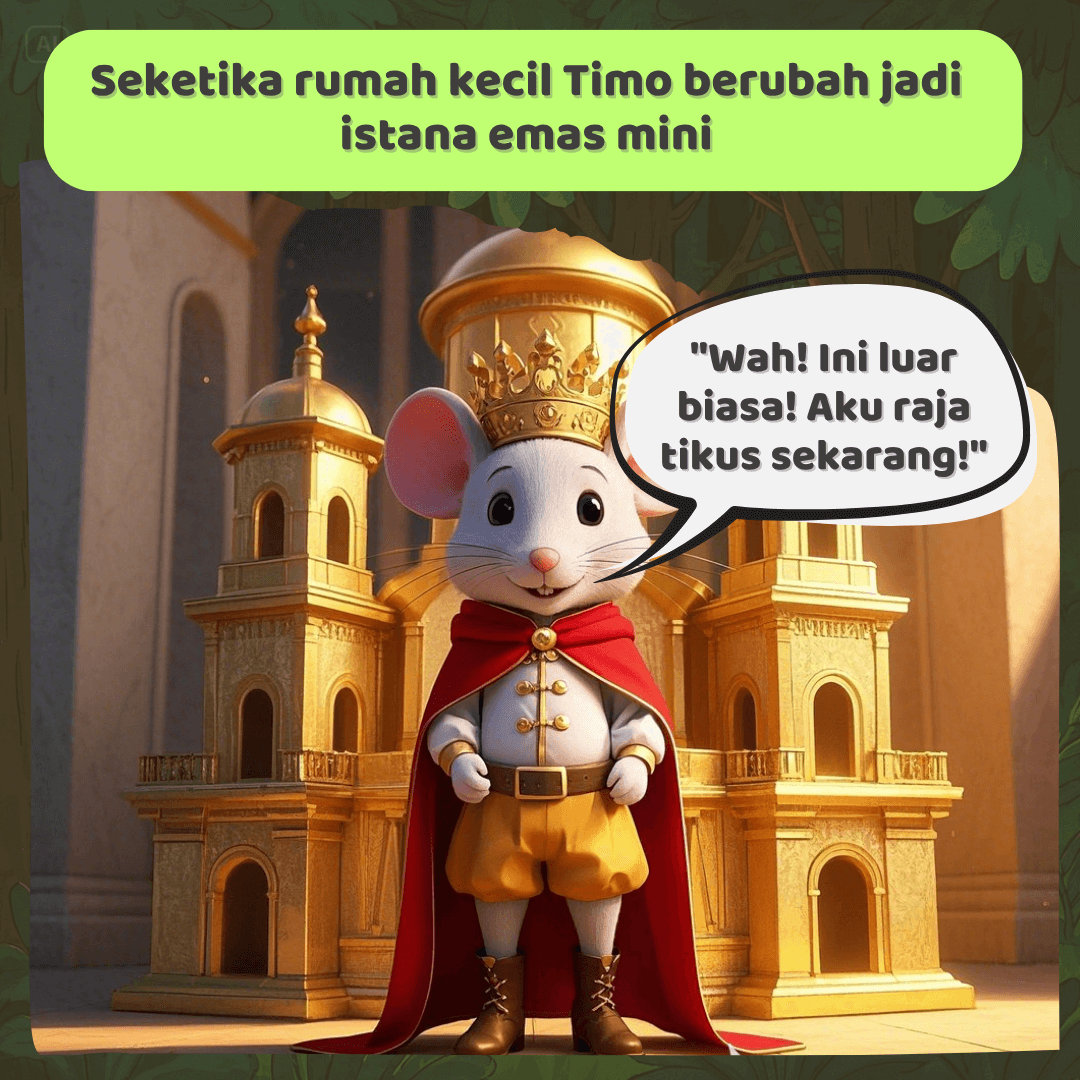 Seketika rumah kecil Timo berubah jadi
istana emas mini
"Wah! Ini luar
biasa! Aku raja
tikus sekarang!"